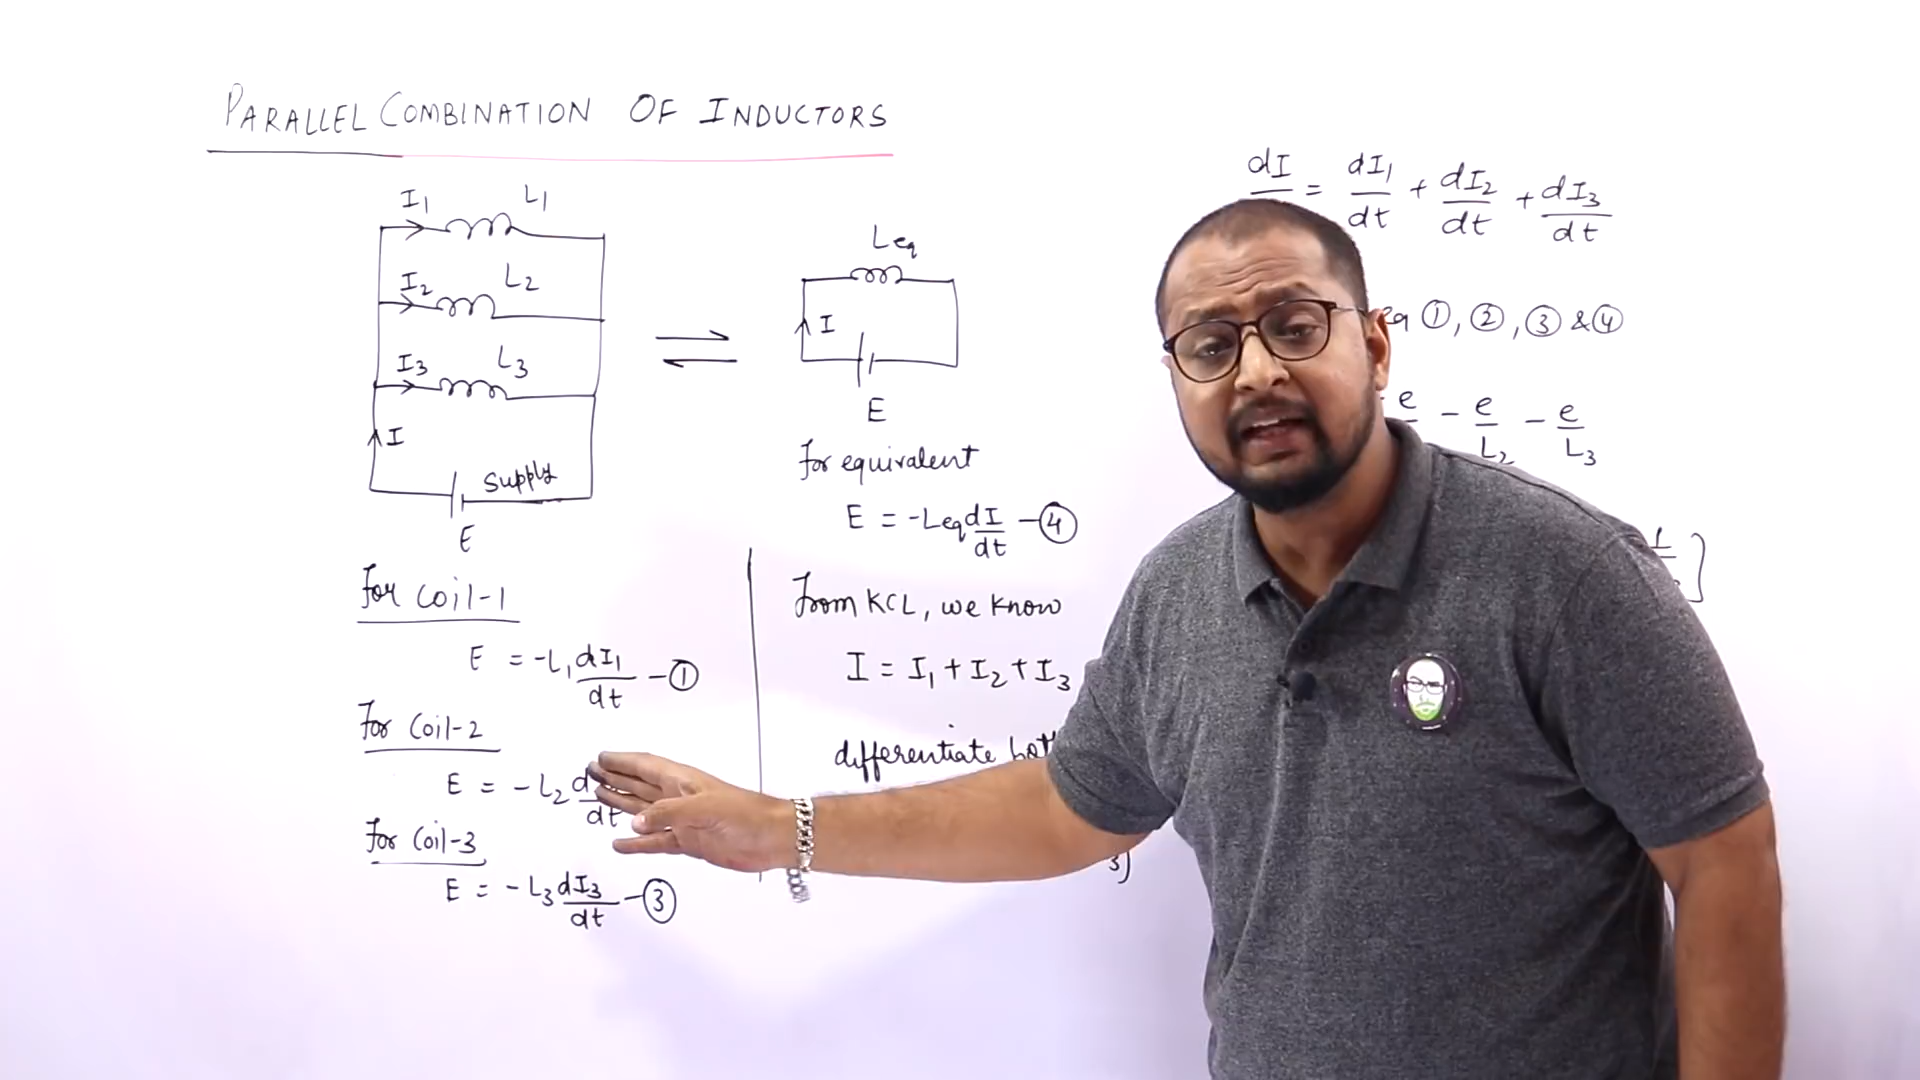 PARALLEL COMBINATION OF INDUCTORS
I₁ L₁
I₂ L₂
I₃ L₃
I
Supply
E
Leq
I
E
For Coil-1
E = -L₁ dI₁/dt - ①
For Coil-2
E = - L₂ d dt
For Coil-3
E = - L₃ dI₃/dt - ③
For equivalent
E = -Leq dI/dt - ④
From KCL, we know
I = I₁ + I₂ + I₃
differentiate
dI = dI₁/dt + dI₂/dt + dI₃/dt
eq ①, ②, ③ & ④
e - e/L₂ - e/L₃